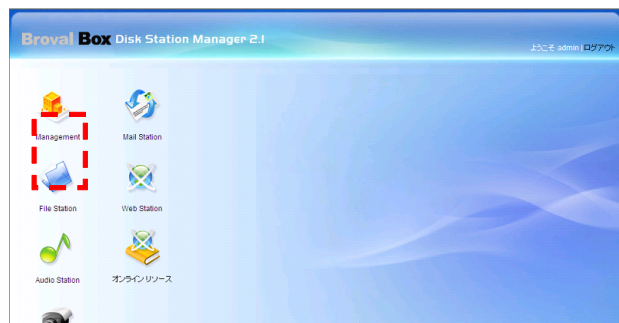 Broval Box Disk Station Manager 2.1
ようこそ admin | ログアウト
Management
Mail Station
File Station
Web Station
Audio Station
オンライン リソース